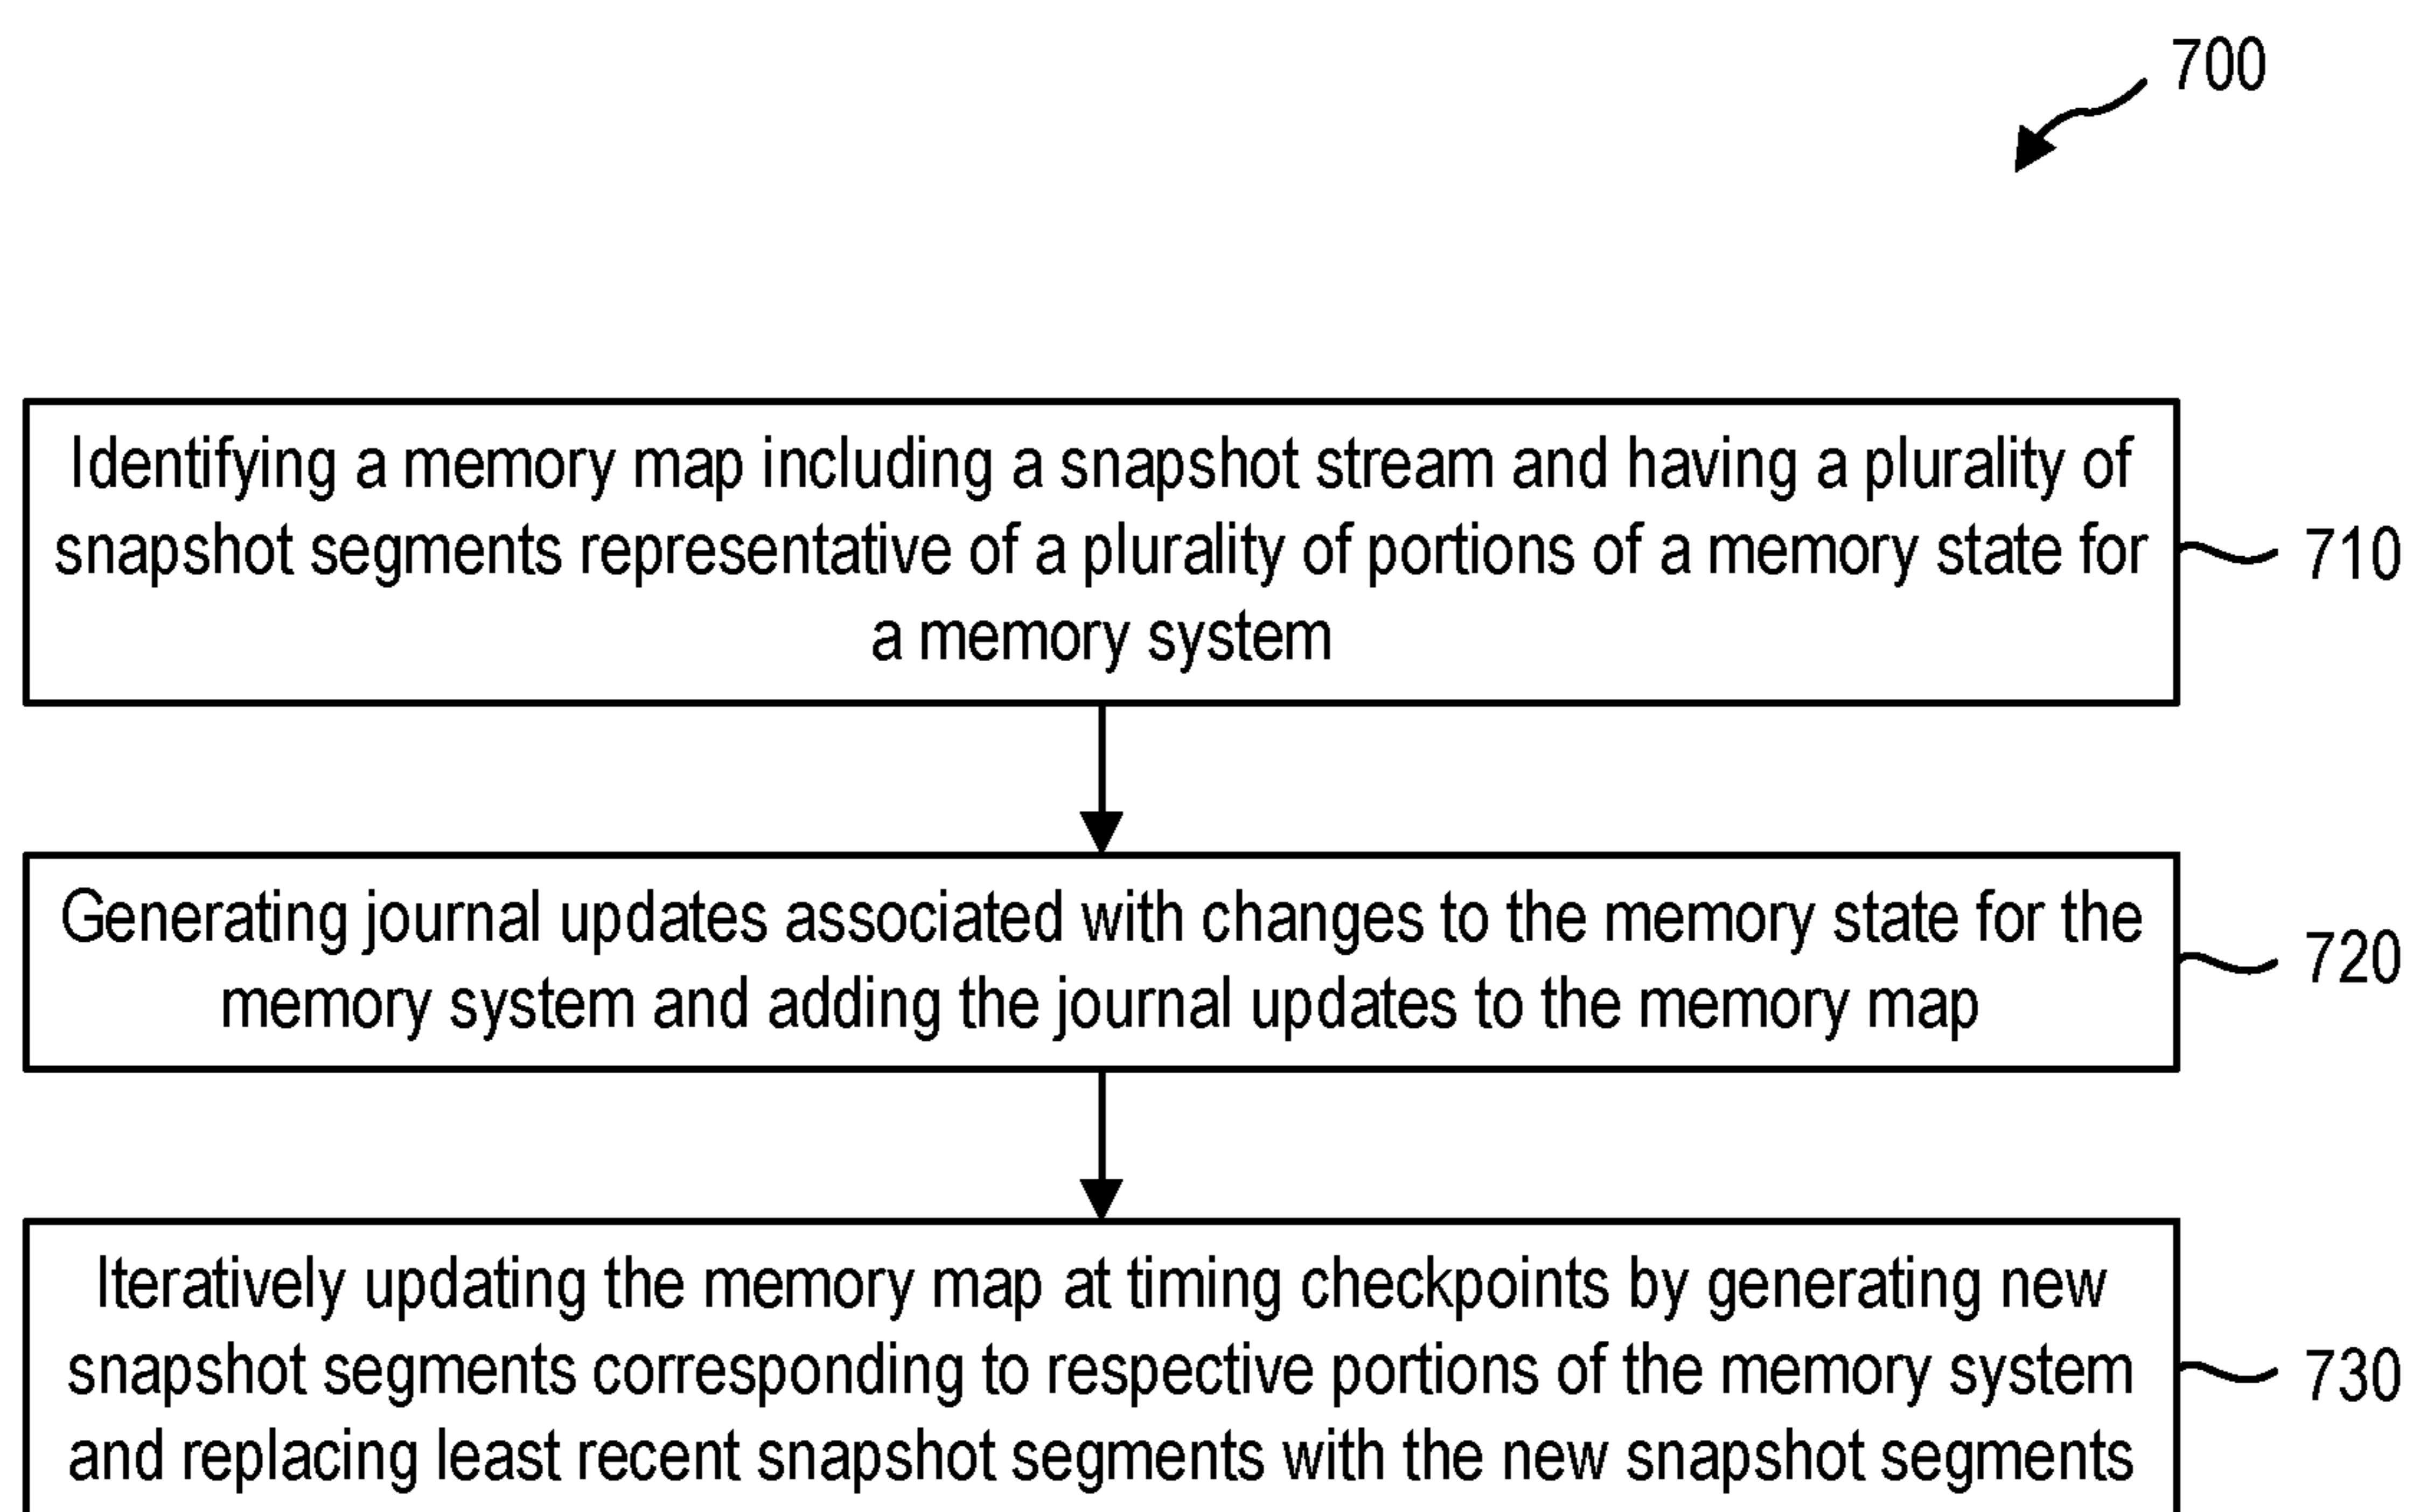 700
Identifying a memory map including a snapshot stream and having a plurality of
snapshot segments representative of a plurality of portions of a memory state for
a memory system
710
Generating journal updates associated with changes to the memory state for the
memory system and adding the journal updates to the memory map
720
Iteratively updating the memory map at timing checkpoints by generating new
snapshot segments corresponding to respective portions of the memory system
and replacing least recent snapshot segments with the new snapshot segments
730